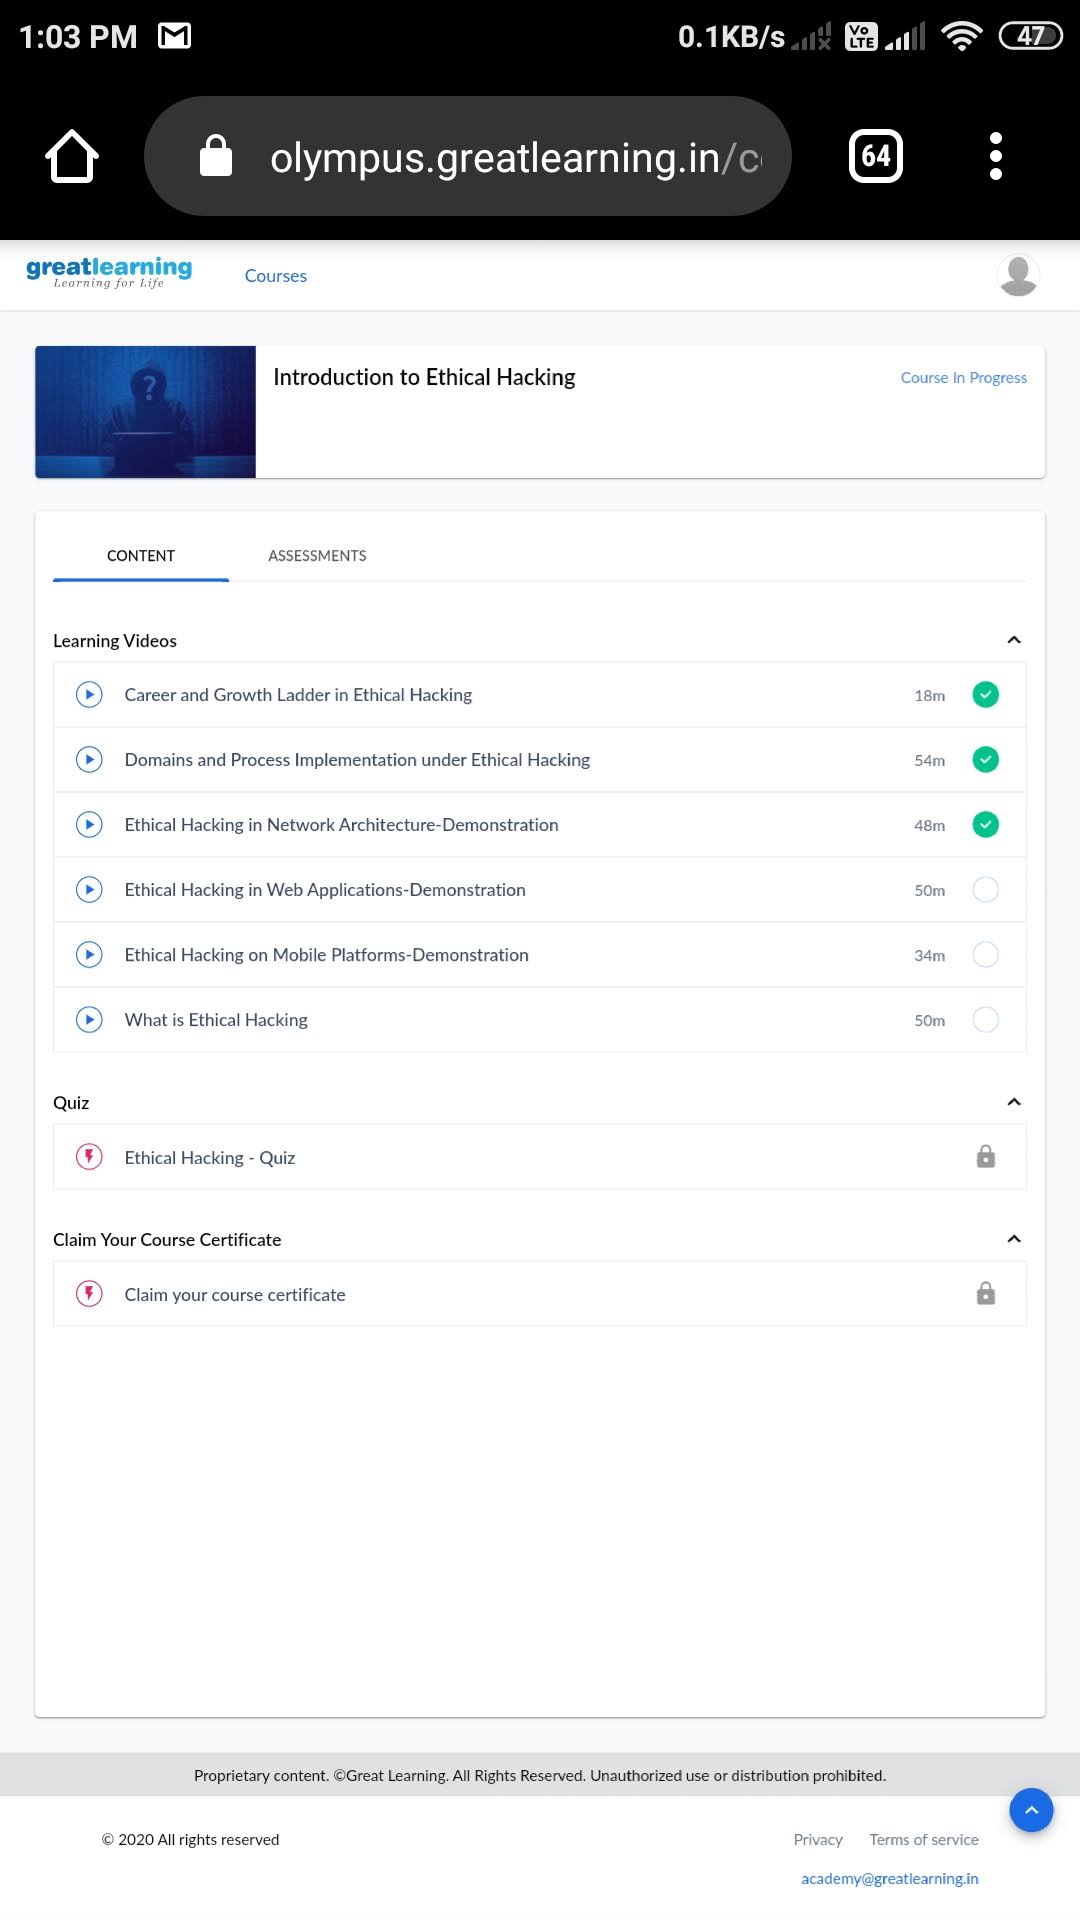 1:03 PM
0.1KB/s
Vo LTE
47
olympus.greatlearning.in/c
64
greatlearning
Learning for Life
Courses
?
Introduction to Ethical Hacking
Course In Progress
CONTENT
ASSESSMENTS
Learning Videos
Career and Growth Ladder in Ethical Hacking 18m
Domains and Process Implementation under Ethical Hacking 54m
Ethical Hacking in Network Architecture-Demonstration 48m
Ethical Hacking in Web Applications-Demonstration 50m
Ethical Hacking on Mobile Platforms-Demonstration 34m
What is Ethical Hacking 50m
Quiz
Ethical Hacking - Quiz
Claim Your Course Certificate
Claim your course certificate
Proprietary content. ©Great Learning. All Rights Reserved. Unauthorized use or distribution prohibited.
© 2020 All rights reserved
Privacy Terms of service
academy@greatlearning.in